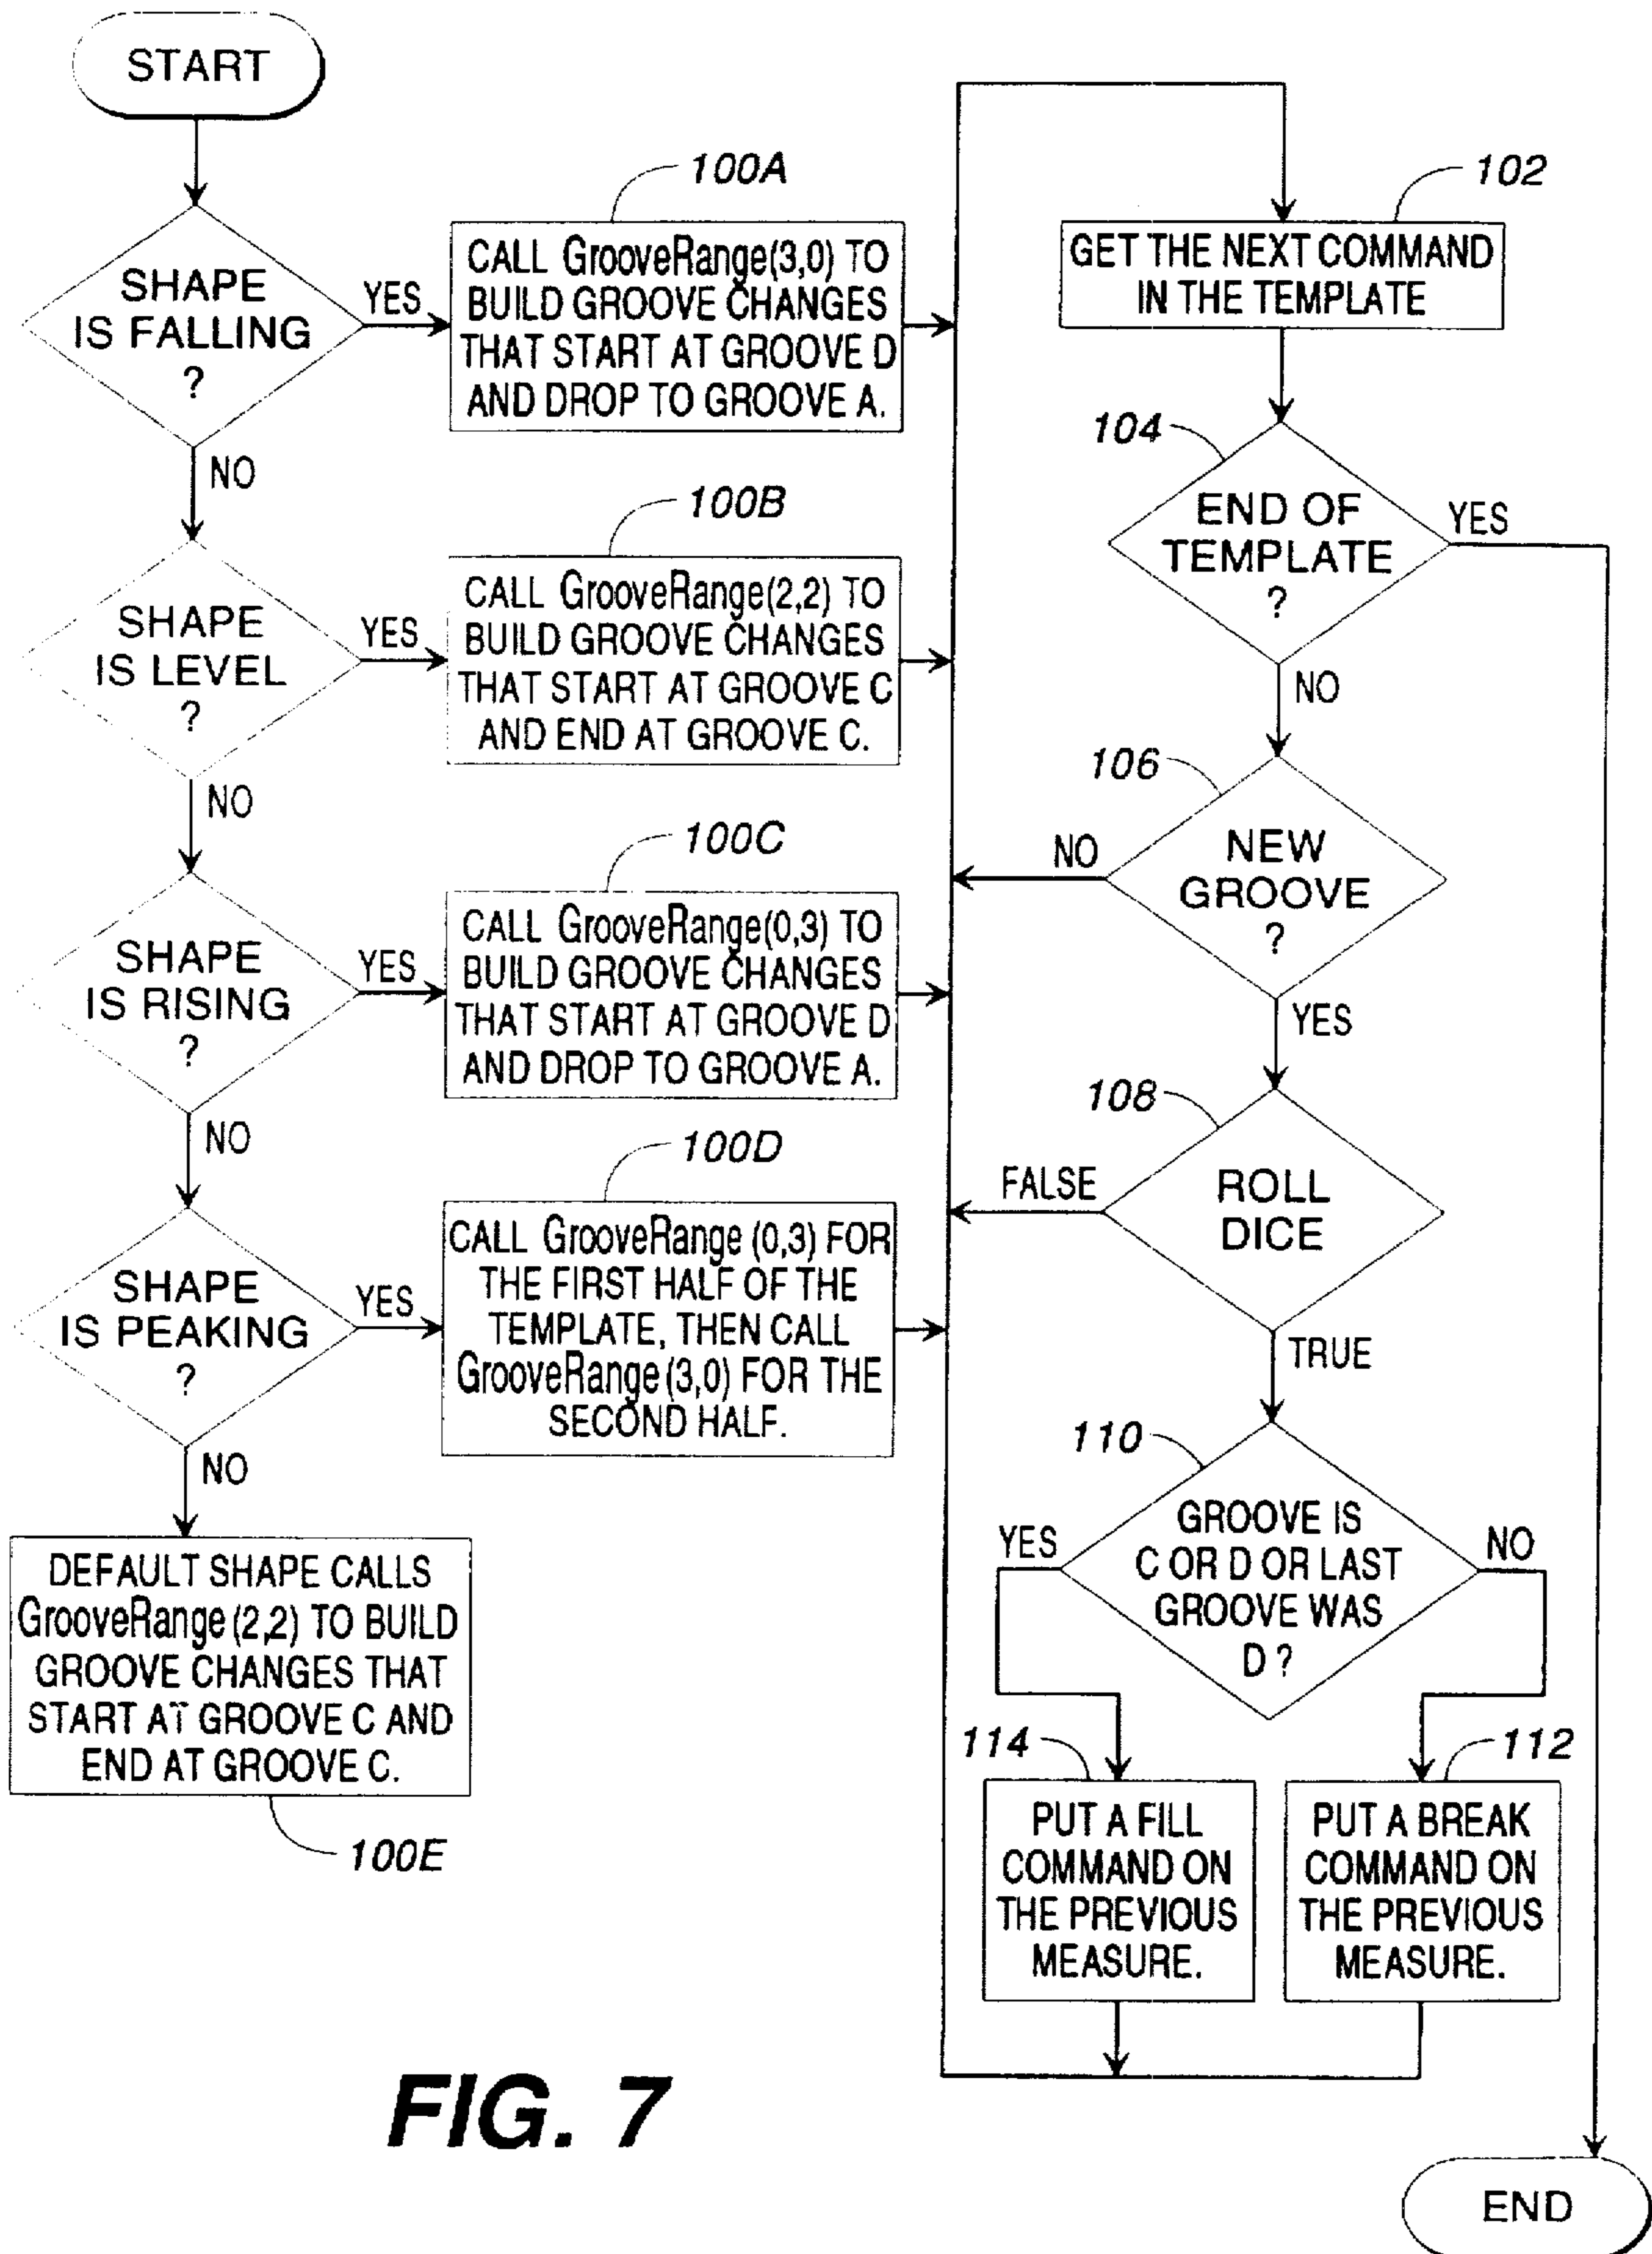 START
SHAPE
IS FALLING
?
YES
NO
100A
CALL GrooveRange(3,0) TO
BUILD GROOVE CHANGES
THAT START AT GROOVE D
AND DROP TO GROOVE A.
SHAPE
IS LEVEL
?
YES
NO
100B
CALL GrooveRange(2,2) TO
BUILD GROOVE CHANGES
THAT START AT GROOVE C
AND END AT GROOVE C.
SHAPE
IS RISING
?
YES
NO
100C
CALL GrooveRange(0,3) TO
BUILD GROOVE CHANGES
THAT START AT GROOVE D
AND DROP TO GROOVE A.
SHAPE
IS PEAKING
?
YES
NO
100D
CALL GrooveRange (0,3) FOR
THE FIRST HALF OF THE
TEMPLATE, THEN CALL
GrooveRange (3,0) FOR THE
SECOND HALF.
DEFAULT SHAPE CALLS
GrooveRange (2,2) TO BUILD
GROOVE CHANGES THAT
START AT GROOVE C AND
END AT GROOVE C.
100E
102
GET THE NEXT COMMAND
IN THE TEMPLATE
104
END OF
TEMPLATE
?
YES
NO
106
NEW
GROOVE
?
NO
YES
108
ROLL
DICE
FALSE
TRUE
110
GROOVE IS
C OR D OR LAST
GROOVE WAS
D ?
YES
NO
114
PUT A FILL
COMMAND ON
THE PREVIOUS
MEASURE.
112
PUT A BREAK
COMMAND ON
THE PREVIOUS
MEASURE.
END
FIG. 7